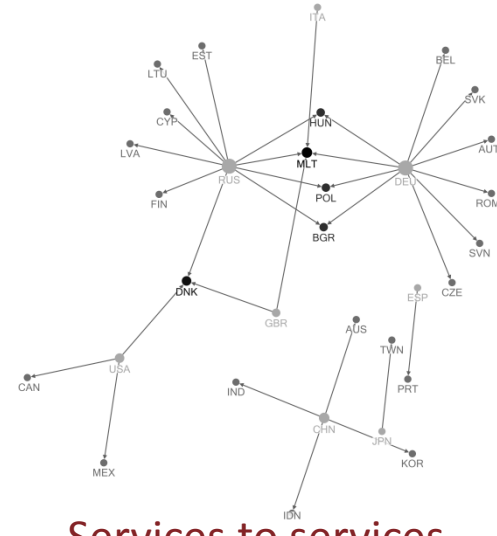 ITA
EST
BEL
LTU
SVK
CYP
HUN
AUT
LVA
MLT
RUS
DEU
POL
ROM
FIN
BGR
SVN
DNK
CZE
ESP
GBR
AUS
TWN
USA
CAN
IND
PRT
CHN
JPN
KOR
MEX
IDN
Services to services